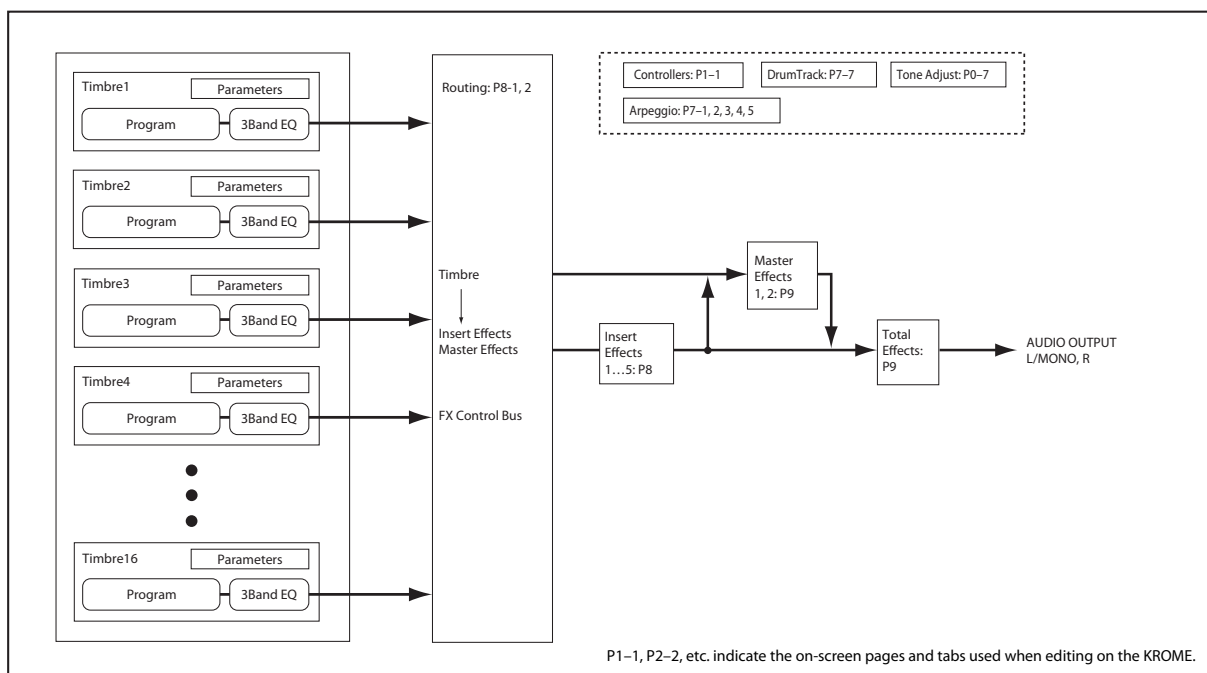 Timbre1
Parameters
Program
3Band EQ
Timbre2
Parameters
Program
3Band EQ
Timbre3
Parameters
Program
3Band EQ
Timbre4
Parameters
Program
3Band EQ
Timbre16
Parameters
Program
3Band EQ
Routing: P8-1, 2
Timbre
Insert Effects
Master Effects
FX Control Bus
Controllers: P1–1
DrumTrack: P7–7
Tone Adjust: P0–7
Arpeggio: P7–1, 2, 3, 4, 5
Master
Effects
1, 2: P9
Insert
Effects
1...5: P8
Total
Effects:
P9
AUDIO OUTPUT
L/MONO, R
P1–1, P2–2, etc. indicate the on-screen pages and tabs used when editing on the KROME.